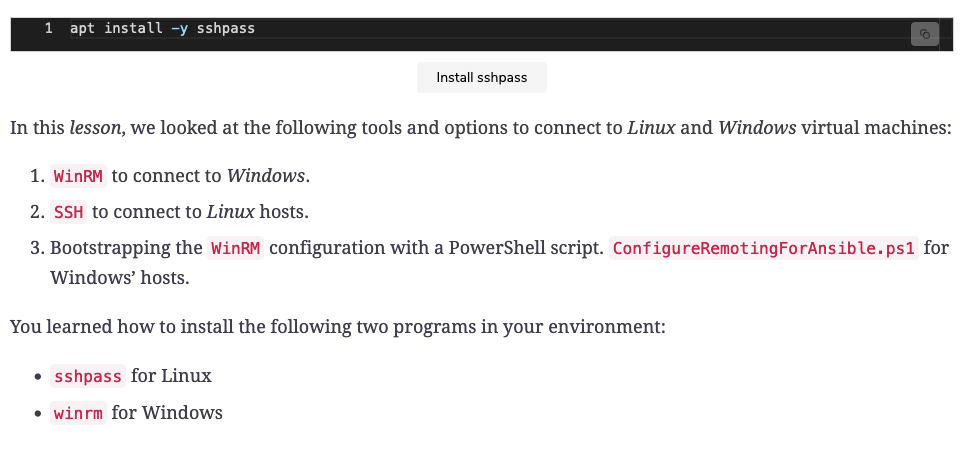 1 apt install -y sshpass
Install sshpass
In this lesson, we looked at the following tools and options to connect to Linux and Windows virtual machines:
1. WinRM to connect to Windows.
2. SSH to connect to Linux hosts.
3. Bootstrapping the WinRM configuration with a PowerShell script. ConfigureRemotingForAnsible.ps1 for
Windows’ hosts.
You learned how to install the following two programs in your environment:
• sshpass for Linux
• winrm for Windows